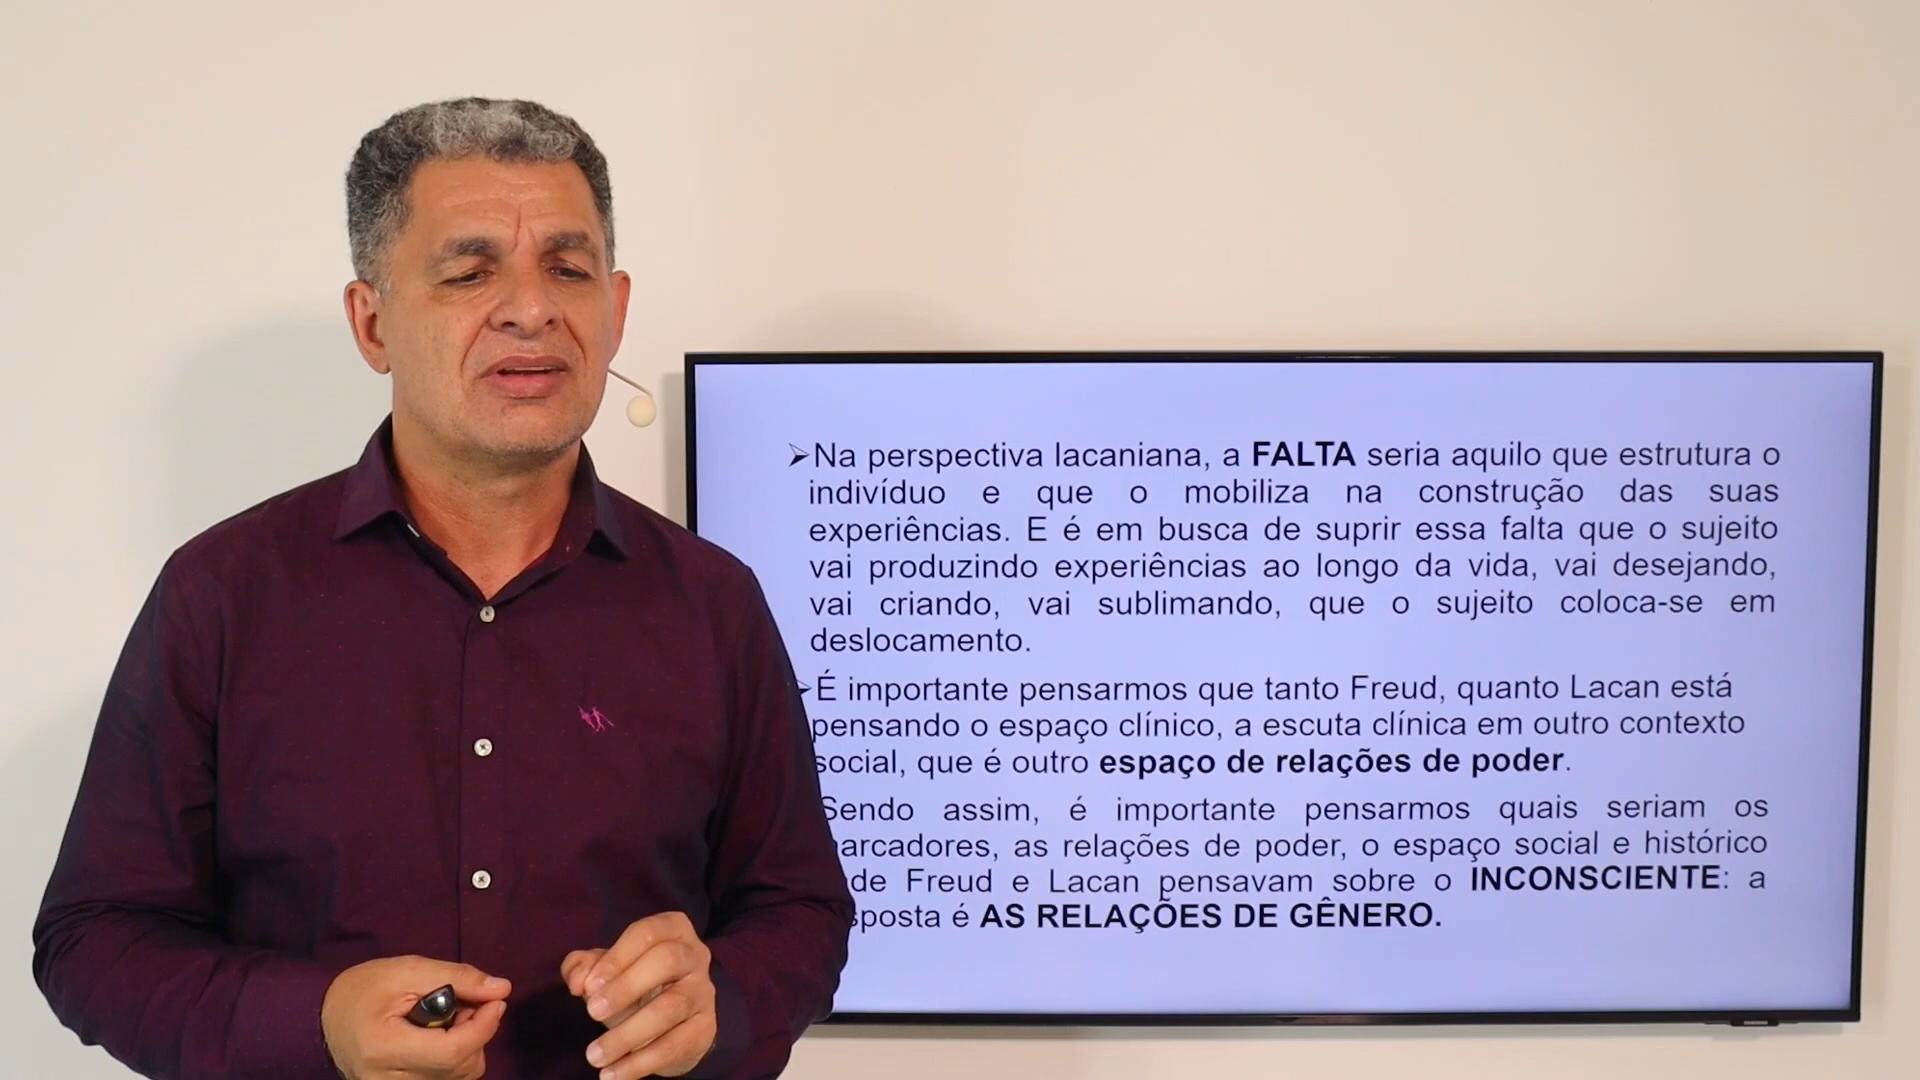 Na perspectiva lacaniana, a FALTA seria aquilo que estrutura o
indivíduo e que o mobiliza na construção das suas
experiências. E é em busca de suprir essa falta que o sujeito
vai produzindo experiências ao longo da vida, vai desejando,
vai criando, vai sublimando, que o sujeito coloca-se em
deslocamento.
É importante pensarmos que tanto Freud, quanto Lacan está
pensando o espaço clínico, a escuta clínica em outro contexto
social, que é outro espaço de relações de poder.
Sendo assim, é importante pensarmos quais seriam os
arcadores, as relações de poder, o espaço social e histórico
de Freud e Lacan pensavam sobre o INCONSCIENTE: a
sposta é AS RELAÇÕES DE GÊNERO.